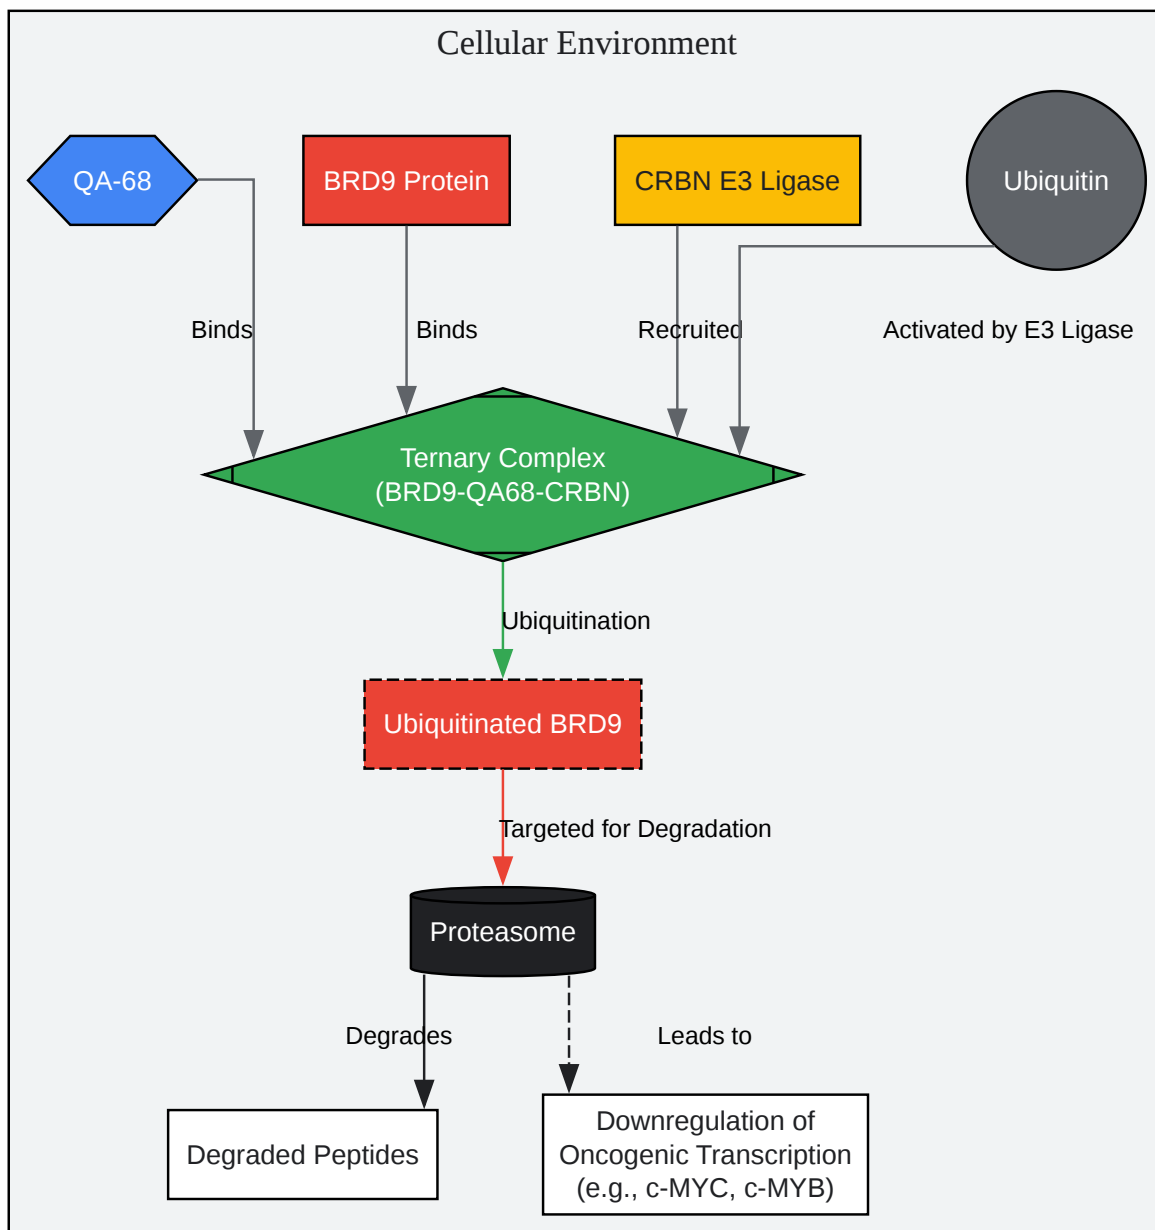 Cellular Environment
QA-68
BRD9 Protein
CRBN E3 Ligase
Ubiquitin
Binds
Binds
Recruited
Activated by E3 Ligase
Ternary Complex
(BRD9-QA68-CRBN)
Ubiquitination
Ubiquitinated BRD9
Targeted for Degradation
Proteasome
Degrades
Leads to
Degraded Peptides
Downregulation of
Oncogenic Transcription
(e.g., c-MYC, c-MYB)